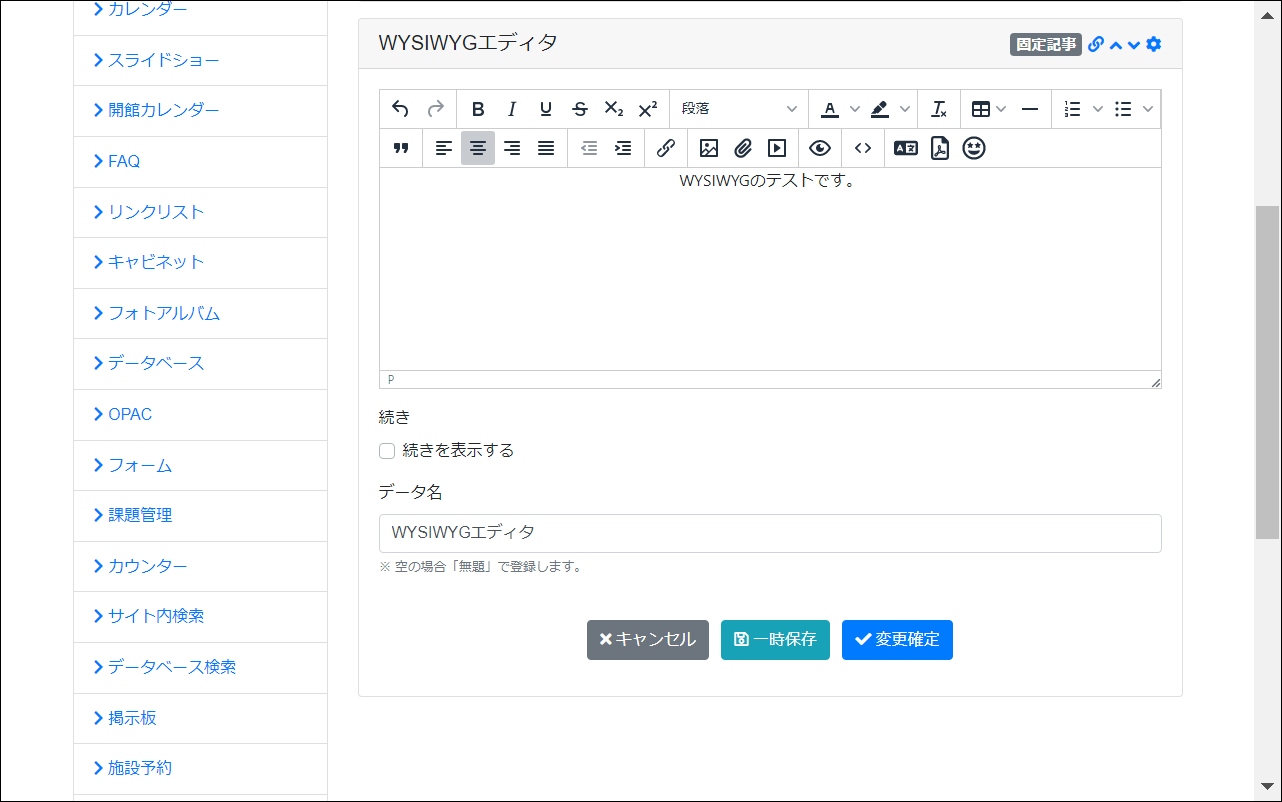 カレンダー
スライドショー
開館カレンダー
FAQ
リンクリスト
キャビネット
フォトアルバム
データベース
OPAC
フォーム
課題管理
カウンター
サイト内検索
データベース検索
掲示板
施設予約
WYSIWYGエディタ
固定記事
段落
WYSIWYGのテストです。
P
続き
続きを表示する
データ名
WYSIWYGエディタ
※ 空の場合「無題」で登録します。
キャンセル
一時保存
変更確定